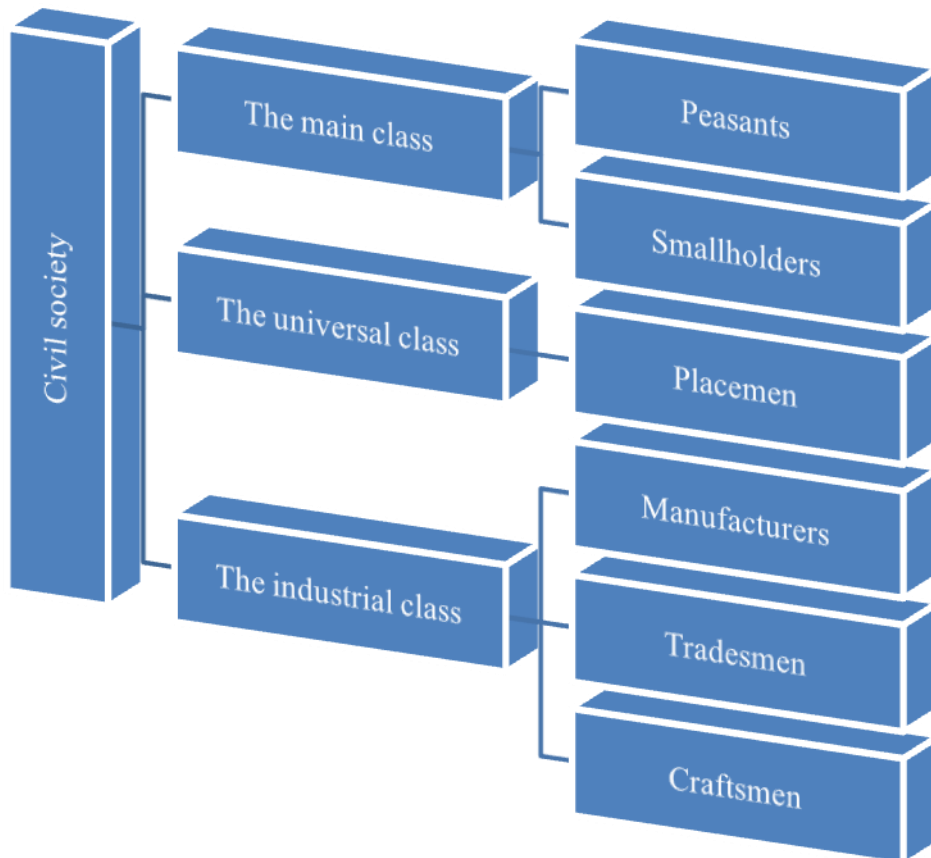 Civil society
The main class
Peasants
Smallholders
The universal class
Placemen
The industrial class
Manufacturers
Tradesmen
Craftsmen